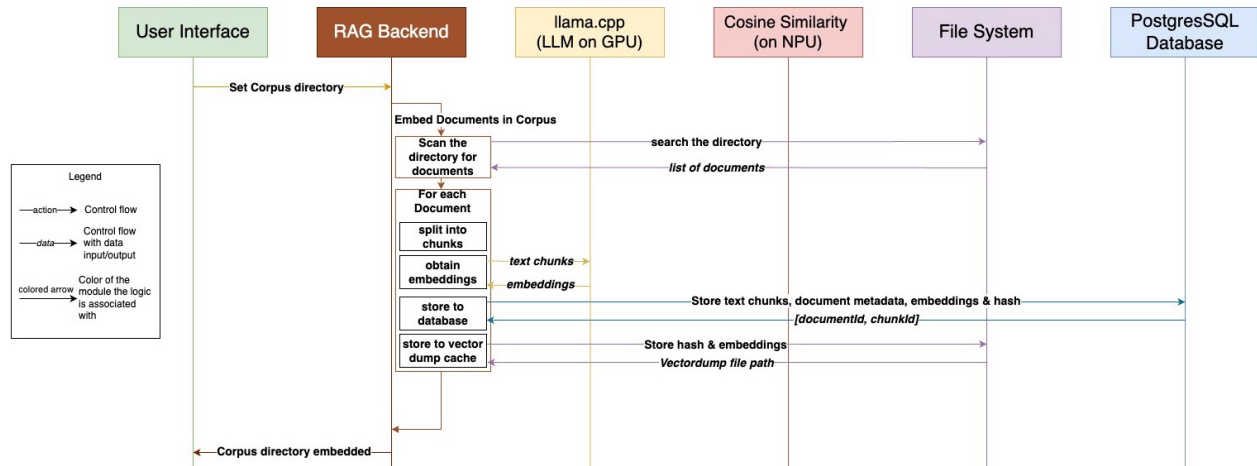 User Interface
RAG Backend
llama.cpp
(LLM on GPU)
Cosine Similarity
(on NPU)
File System
PostgresSQL
Database
Set Corpus directory
Embed Documents in Corpus
Scan the
directory for
documents
search the directory
list of documents
For each
Document
split into
chunks
obtain
embeddings
text chunks
embeddings
store to
database
Store text chunks, document metadata, embeddings & hash
[documentId, chunkId]
store to vector
dump cache
Store hash & embeddings
Vectordump file path
Corpus directory embedded
Legend
action
Control flow
data
Control flow
with data
input/output
colored arrow
Color of the
module the logic
is associated
with